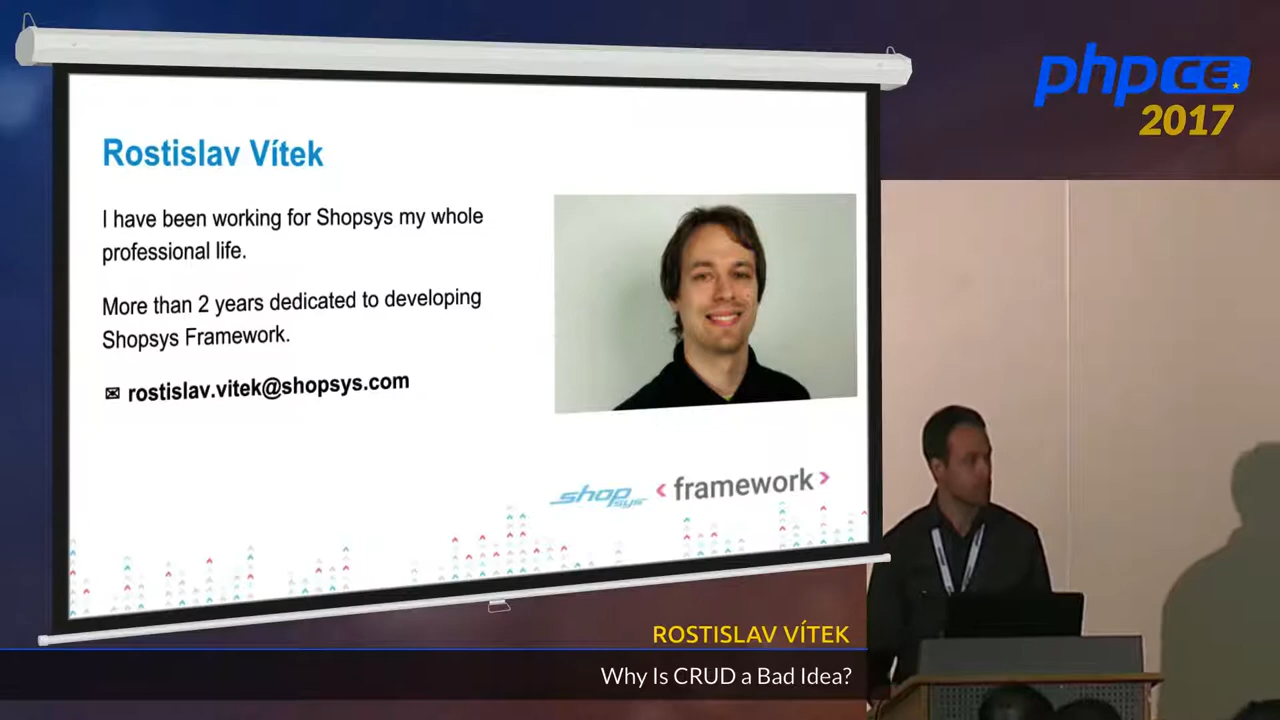 phpCE
2017
Rostislav Vítek
I have been working for Shopsys my whole
professional life.
More than 2 years dedicated to developing
Shopsys Framework.
✉ rostislav.vitek@shopsys.com
shopsys <framework>
ROSTISLAV VÍTEK
Why Is CRUD a Bad Idea?